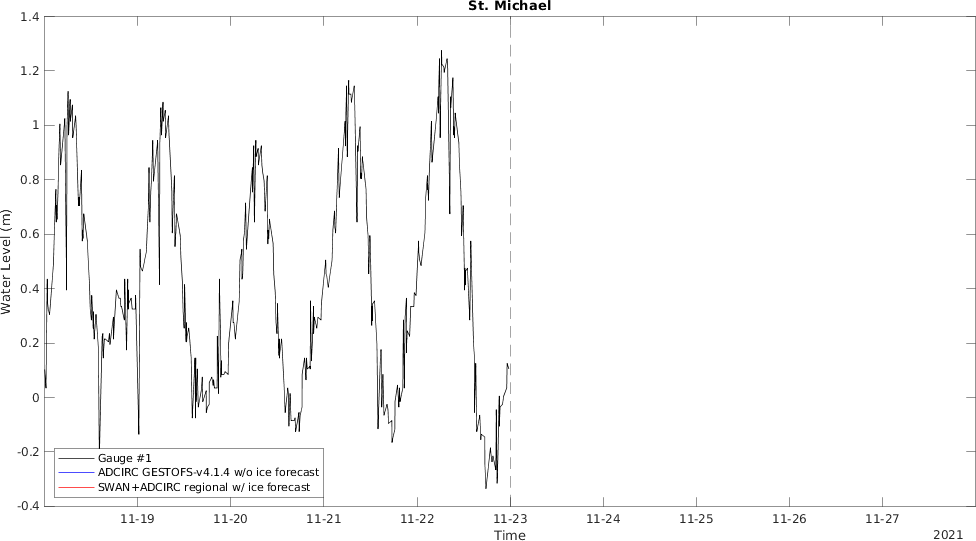 St. Michael
1.4
1.2
1
0.8
0.6
0.4
0.2
0
-0.2
-0.4
Water Level (m)
Gauge #1
ADCIRC GESTOFS-v4.1.4 w/o ice forecast
SWAN+ADCIRC regional w/ ice forecast
11-19 11-20 11-21 11-22 11-23 11-24 11-25 11-26 11-27
Time
2021